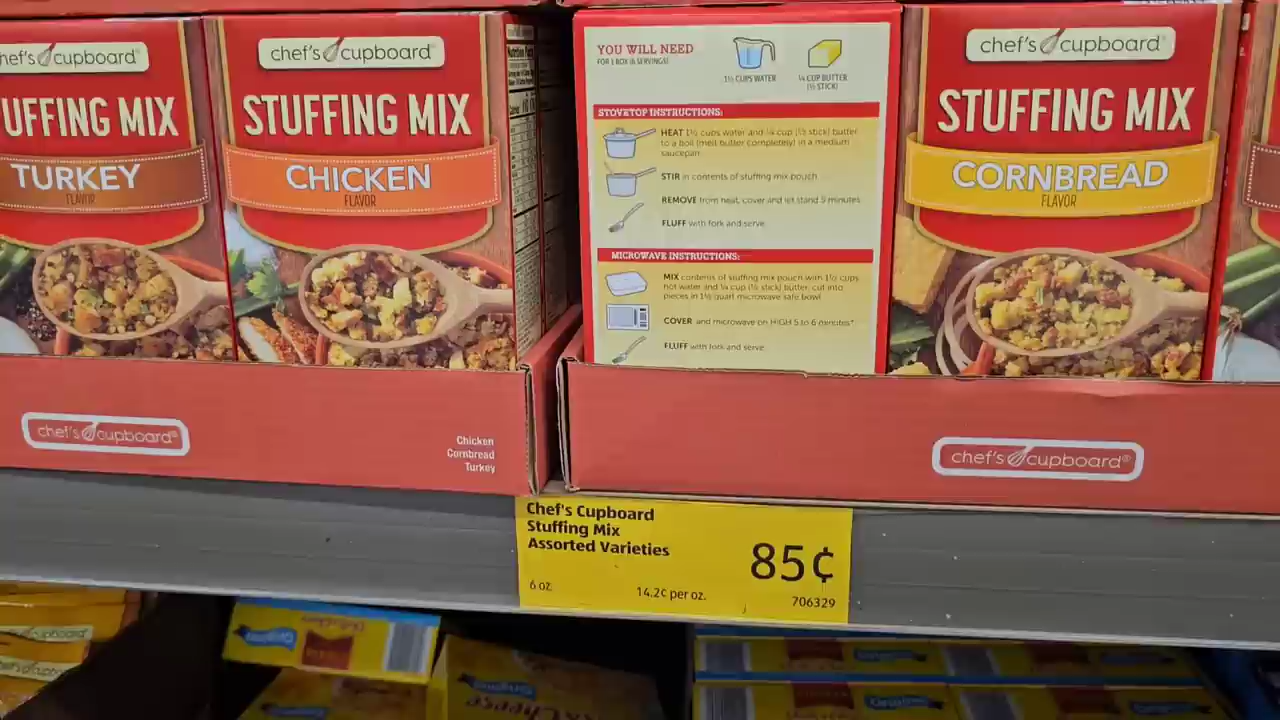 chef's cupboard®
UFFING MIX
TURKEY
FLAVOR
chef's cupboard®
STUFFING MIX
CHICKEN
FLAVOR
YOU WILL NEED
FOR 1 BOX (6 SERVINGS)
1½ CUPS WATER
¼ CUP BUTTER
(½ STICK)
STOVETOP INSTRUCTIONS:
HEAT 1½ cups water and ¼ cup (½ stick) butter
to a boil (melt butter completely) in a medium
saucepan
STIR in contents of stuffing mix pouch
REMOVE from heat, cover and let stand 5 minutes
FLUFF with fork and serve
MICROWAVE INSTRUCTIONS:
MIX contents of stuffing mix pouch with 1½ cups
hot water and ¼ cup (½ stick) butter, cut into
pieces in 1½ quart microwave safe bowl
COVER and microwave on HIGH 5 to 6 minutes*
FLUFF with fork and serve
chef's cupboard®
STUFFING MIX
CORNBREAD
FLAVOR
chef's cupboard®
Chicken
Cornbread
Turkey
chef's cupboard®
Chef's Cupboard
Stuffing Mix
Assorted Varieties
85¢
6 oz.
14.2¢ per oz.
706329
cupboard
Original
Cheese
Original
Original